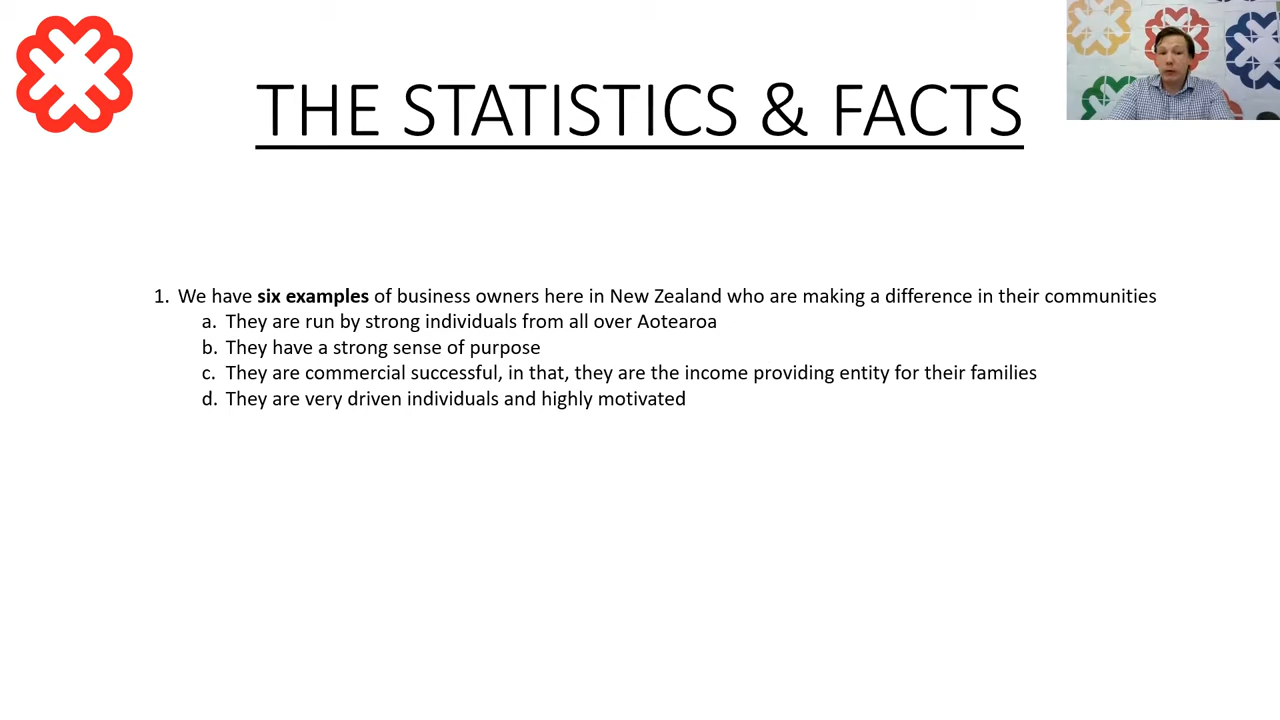 THE STATISTICS & FACTS
1. We have six examples of business owners here in New Zealand who are making a difference in their communities
a. They are run by strong individuals from all over Aotearoa
b. They have a strong sense of purpose
c. They are commercial successful, in that, they are the income providing entity for their families
d. They are very driven individuals and highly motivated